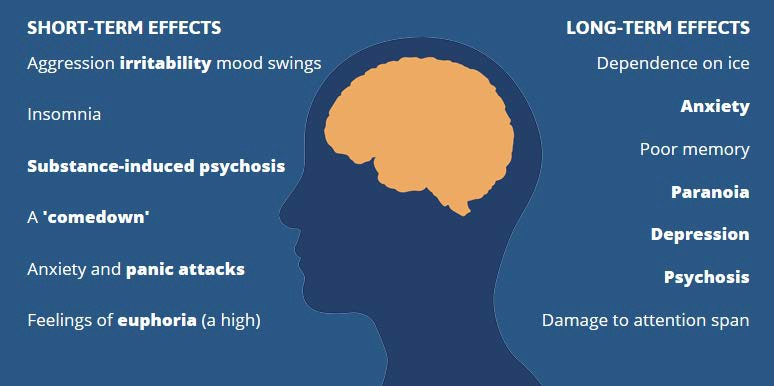 SHORT-TERM EFFECTS
Aggression irritability mood swings
Insomnia
Substance-induced psychosis
A 'comedown'
Anxiety and panic attacks
Feelings of euphoria (a high)
LONG-TERM EFFECTS
Dependence on ice
Anxiety
Poor memory
Paranoia
Depression
Psychosis
Damage to attention span